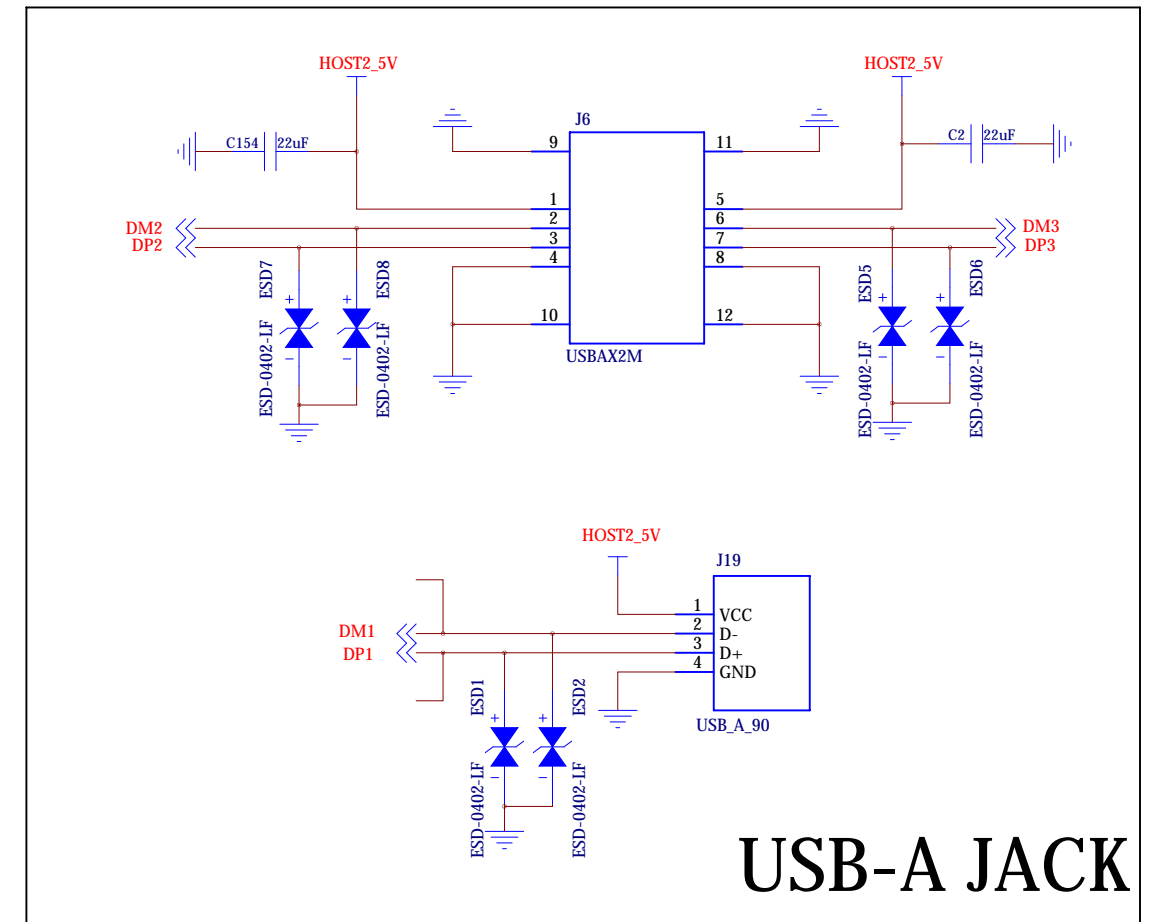 HOST2_5V
HOST2_5V
J6
C154 22uF
C2 22uF
9
11
1
5
2
6
3
7
4
8
10
12
DM2
DP2
DM3
DP3
USBAX2M
ESD7
ESD-0402-LF
+
−
ESD8
ESD-0402-LF
+
−
ESD5
ESD-0402-LF
+
−
ESD6
ESD-0402-LF
+
−
HOST2_5V
J19
1 VCC
2 D-
3 D+
4 GND
DM1
DP1
USB_A_90
ESD1
ESD-0402-LF
+
−
ESD2
ESD-0402-LF
+
−
USB-A JACK